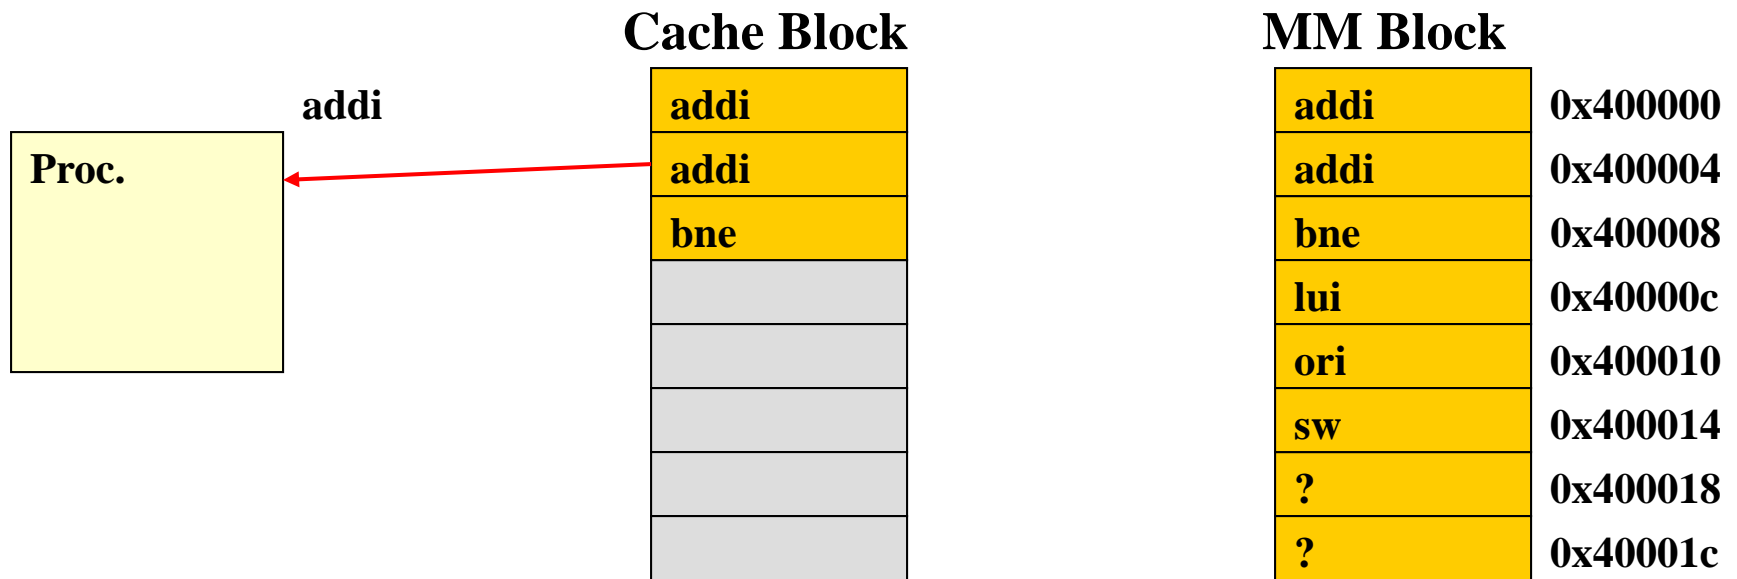 Cache Block MM Block
addi addi addi 0x400000
Proc. addi addi 0x400004
bne bne 0x400008
lui 0x40000c
ori 0x400010
sw 0x400014
? 0x400018
? 0x40001c